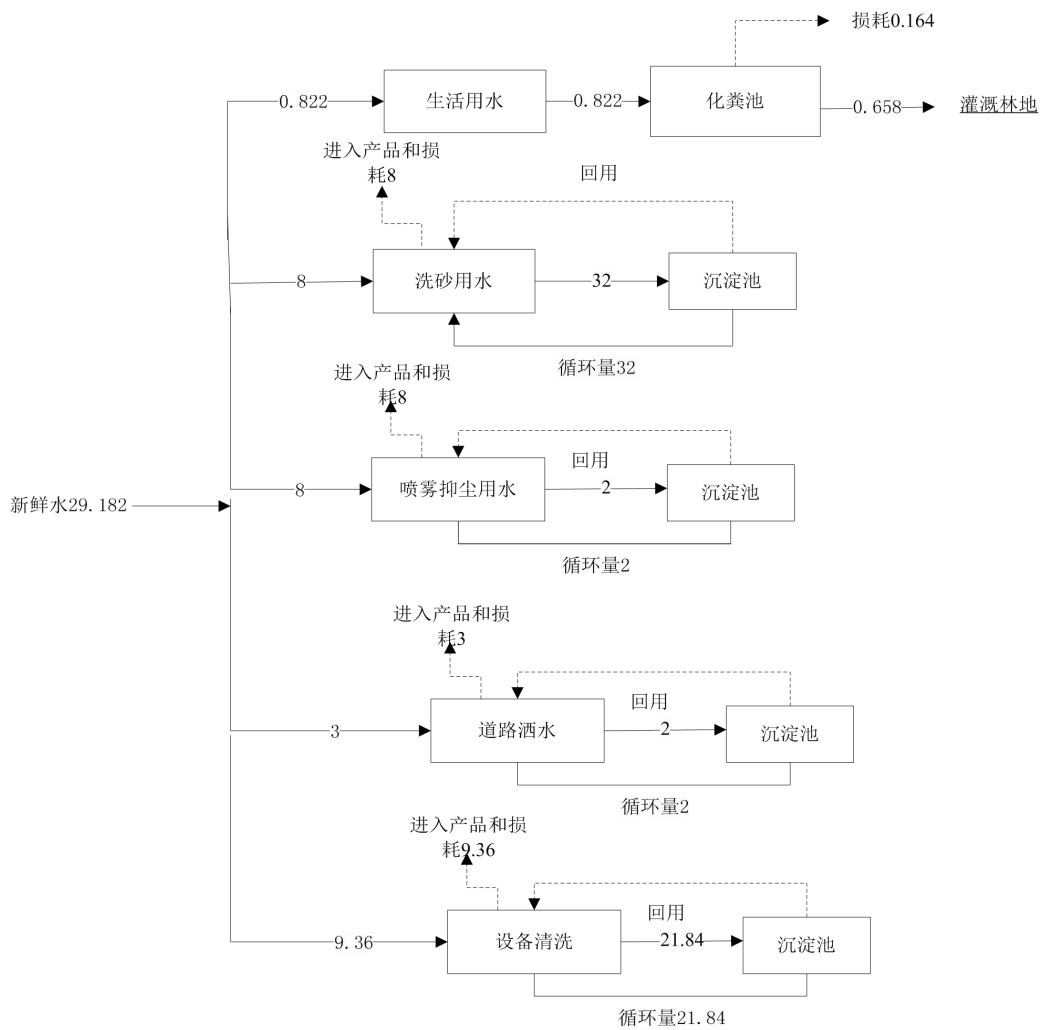 损耗0.164
0.822
生活用水
0.822
化粪池
0.658
灌溉林地
进入产品和损
耗8
回用
8
洗砂用水
32
沉淀池
循环量32
进入产品和损
耗8
回用
新鲜水29.182
8
喷雾抑尘用水
2
沉淀池
循环量2
进入产品和损
耗3
回用
3
道路洒水
2
沉淀池
循环量2
进入产品和损
耗9.36
回用
9.36
设备清洗
21.84
沉淀池
循环量21.84